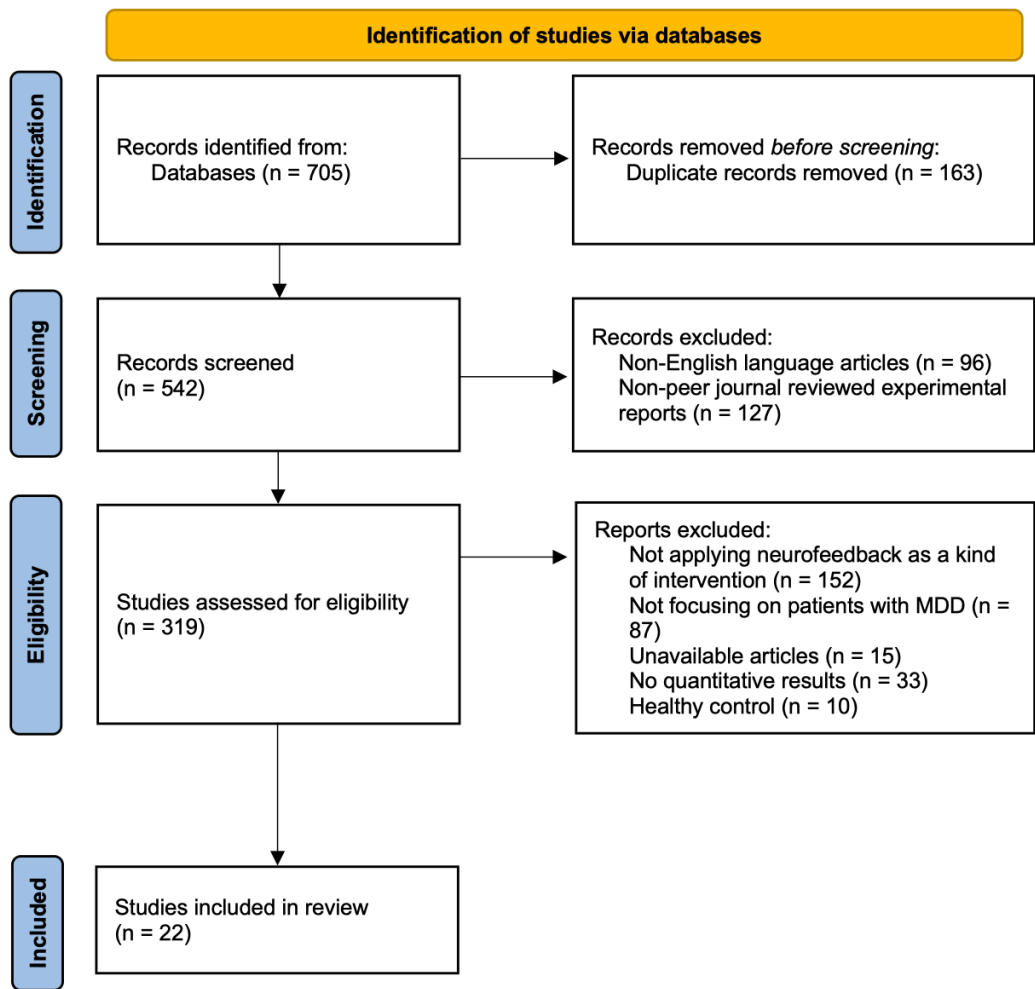 Identification of studies via databases
Identification
Records identified from:
Databases (n = 705)
Records removed before screening:
Duplicate records removed (n = 163)
Screening
Records screened
(n = 542)
Records excluded:
Non-English language articles (n = 96)
Non-peer journal reviewed experimental
reports (n = 127)
Eligibility
Studies assessed for eligibility
(n = 319)
Reports excluded:
Not applying neurofeedback as a kind
of intervention (n = 152)
Not focusing on patients with MDD (n =
87)
Unavailable articles (n = 15)
No quantitative results (n = 33)
Healthy control (n = 10)
Included
Studies included in review
(n = 22)